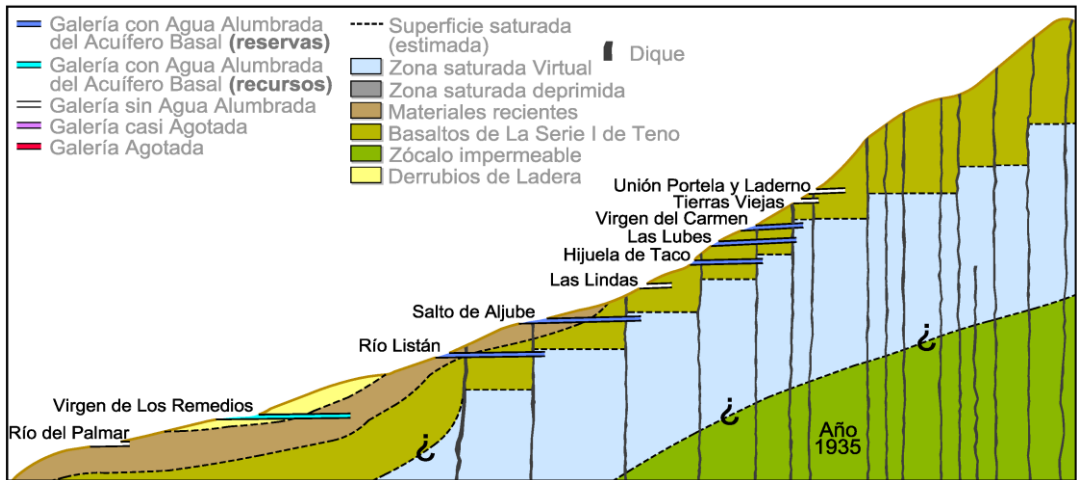 Galería con Agua Alumbrada
del Acuífero Basal (reservas)
Galería con Agua Alumbrada
del Acuífero Basal (recursos)
Galería sin Agua Alumbrada
Galería casi Agotada
Galería Agotada
Superficie saturada
(estimada)
Dique
Zona saturada Virtual
Zona saturada deprimida
Materiales recientes
Basaltos de La Serie I de Teno
Zócalo impermeable
Derrubios de Ladera
Unión Portela y Laderno
Tierras Viejas
Virgen del Carmen
Las Lubes
Hijuela de Taco
Las Lindas
Salto de Aljube
Río Listán
Virgen de Los Remedios
Río del Palmar
¿
¿
¿
Año
1935